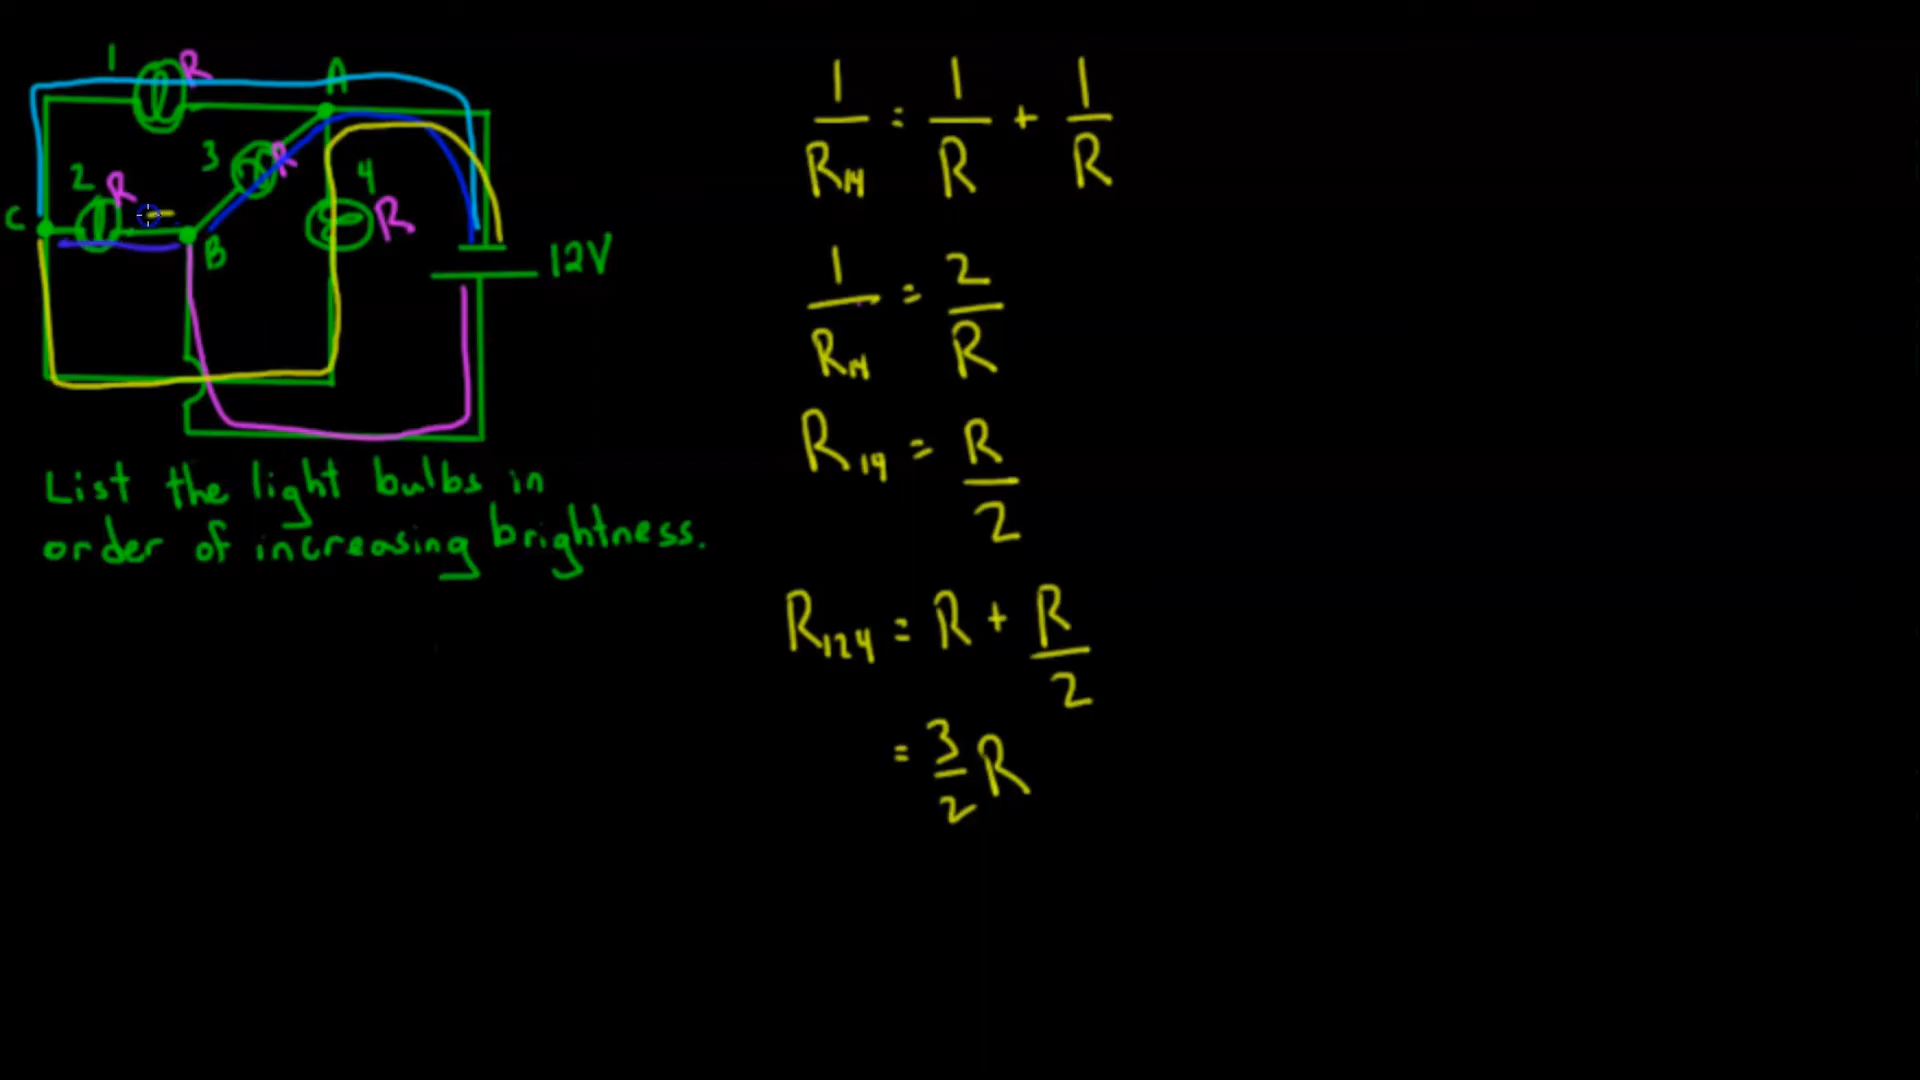 1 R A
3 R 4
2 R R
C B 12V
List the light bulbs in
order of increasing brightness.
1/R₁₄ = 1/R + 1/R
1/R₁₄ = 2/R
R₁₄ = R/2
R₁₂₄ = R + R/2
= 3/2 R